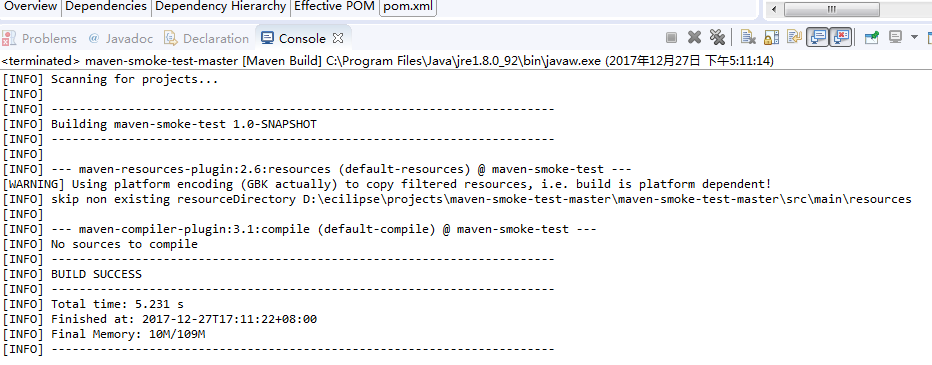 Overview Dependencies Dependency Hierarchy Effective POM pom.xml
Problems @ Javadoc Declaration Console
<terminated> maven-smoke-test-master [Maven Build] C:\Program Files\Java\jre1.8.0_92\bin\javaw.exe (2017年12月27日 下午5:11:14)
[INFO] Scanning for projects...
[INFO]
[INFO] ------------------------------------------------------------------------
[INFO] Building maven-smoke-test 1.0-SNAPSHOT
[INFO] ------------------------------------------------------------------------
[INFO]
[INFO] --- maven-resources-plugin:2.6:resources (default-resources) @ maven-smoke-test ---
[WARNING] Using platform encoding (GBK actually) to copy filtered resources, i.e. build is platform dependent!
[INFO] skip non existing resourceDirectory D:\ecilipse\projects\maven-smoke-test-master\maven-smoke-test-master\src\main\resources
[INFO]
[INFO] --- maven-compiler-plugin:3.1:compile (default-compile) @ maven-smoke-test ---
[INFO] No sources to compile
[INFO] ------------------------------------------------------------------------
[INFO] BUILD SUCCESS
[INFO] ------------------------------------------------------------------------
[INFO] Total time: 5.231 s
[INFO] Finished at: 2017-12-27T17:11:22+08:00
[INFO] Final Memory: 10M/109M
[INFO] ------------------------------------------------------------------------